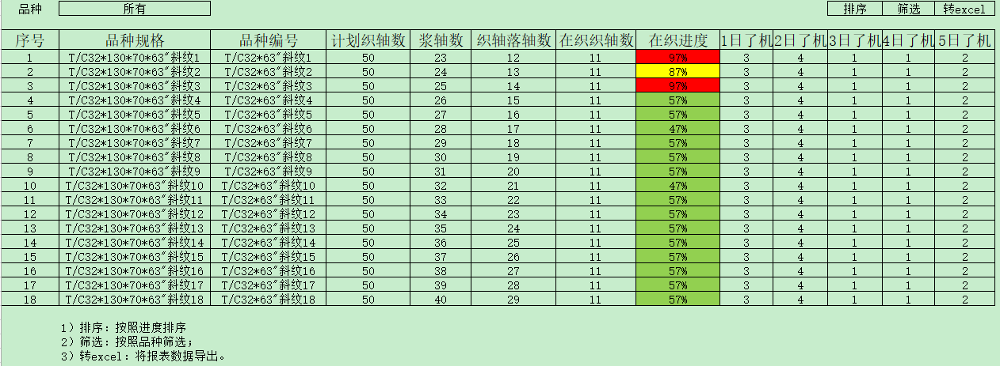 品种 所有 排序 筛选 转excel
序号 品种规格 品种编号 计划织轴数 浆轴数 织轴落轴数 在织织轴数 在织进度 1日了机 2日了机 3日了机 4日了机 5日了机
1 T/C32*130*70*63"斜纹1 T/C32*63"斜纹1 50 23 12 11 97% 3 4 1 1 2
2 T/C32*130*70*63"斜纹2 T/C32*63"斜纹2 50 24 13 11 87% 3 4 1 1 2
3 T/C32*130*70*63"斜纹3 T/C32*63"斜纹3 50 25 14 11 97% 3 4 1 1 2
4 T/C32*130*70*63"斜纹4 T/C32*63"斜纹4 50 26 15 11 57% 3 4 1 1 2
5 T/C32*130*70*63"斜纹5 T/C32*63"斜纹5 50 27 16 11 57% 3 4 1 1 2
6 T/C32*130*70*63"斜纹6 T/C32*63"斜纹6 50 28 17 11 47% 3 4 1 1 2
7 T/C32*130*70*63"斜纹7 T/C32*63"斜纹7 50 29 18 11 57% 3 4 1 1 2
8 T/C32*130*70*63"斜纹8 T/C32*63"斜纹8 50 30 19 11 57% 3 4 1 1 2
9 T/C32*130*70*63"斜纹9 T/C32*63"斜纹9 50 31 20 11 57% 3 4 1 1 2
10 T/C32*130*70*63"斜纹10 T/C32*63"斜纹10 50 32 21 11 47% 3 4 1 1 2
11 T/C32*130*70*63"斜纹11 T/C32*63"斜纹11 50 33 22 11 57% 3 4 1 1 2
12 T/C32*130*70*63"斜纹12 T/C32*63"斜纹12 50 34 23 11 57% 3 4 1 1 2
13 T/C32*130*70*63"斜纹13 T/C32*63"斜纹13 50 35 24 11 57% 3 4 1 1 2
14 T/C32*130*70*63"斜纹14 T/C32*63"斜纹14 50 36 25 11 57% 3 4 1 1 2
15 T/C32*130*70*63"斜纹15 T/C32*63"斜纹15 50 37 26 11 57% 3 4 1 1 2
16 T/C32*130*70*63"斜纹16 T/C32*63"斜纹16 50 38 27 11 57% 3 4 1 1 2
17 T/C32*130*70*63"斜纹17 T/C32*63"斜纹17 50 39 28 11 57% 3 4 1 1 2
18 T/C32*130*70*63"斜纹18 T/C32*63"斜纹18 50 40 29 11 57% 3 4 1 1 2
1）排序：按照进度排序
2）筛选：按照品种筛选；
3）转excel：将报表数据导出。